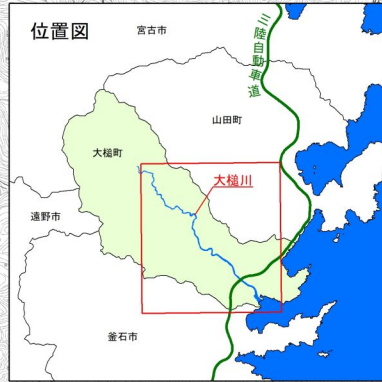 位置図
宮古市
三陸自動車道
山田町
大槌町
大槌川
遠野市
釜石市